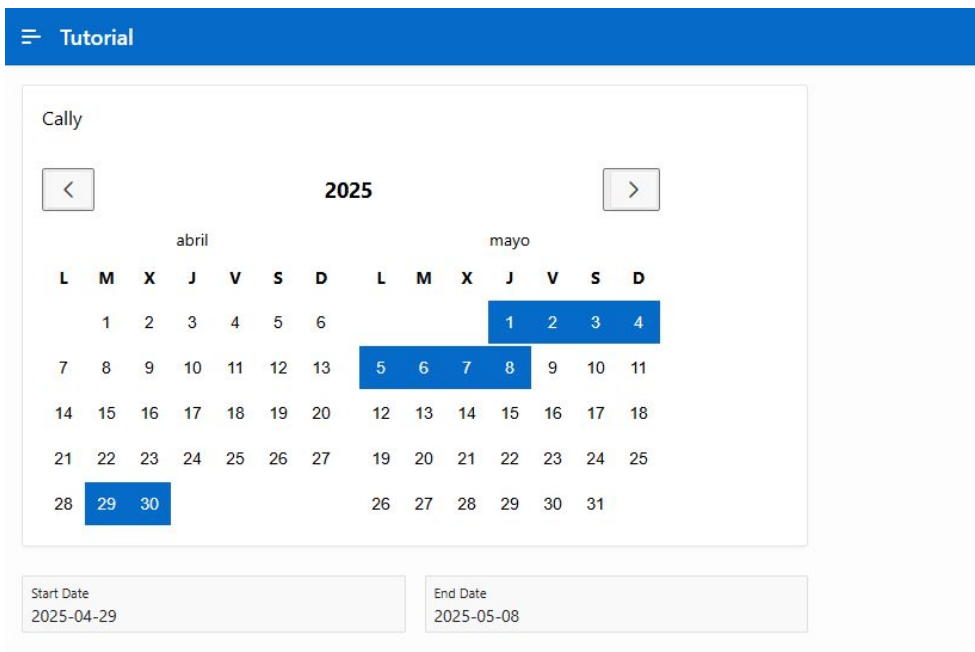 Tutorial
Cally
2025
abril
L M X J V S D
1 2 3 4 5 6
7 8 9 10 11 12 13
14 15 16 17 18 19 20
21 22 23 24 25 26 27
28 29 30
mayo
L M X J V S D
1 2 3 4
5 6 7 8 9 10 11
12 13 14 15 16 17 18
19 20 21 22 23 24 25
26 27 28 29 30 31
Start Date
2025-04-29
End Date
2025-05-08